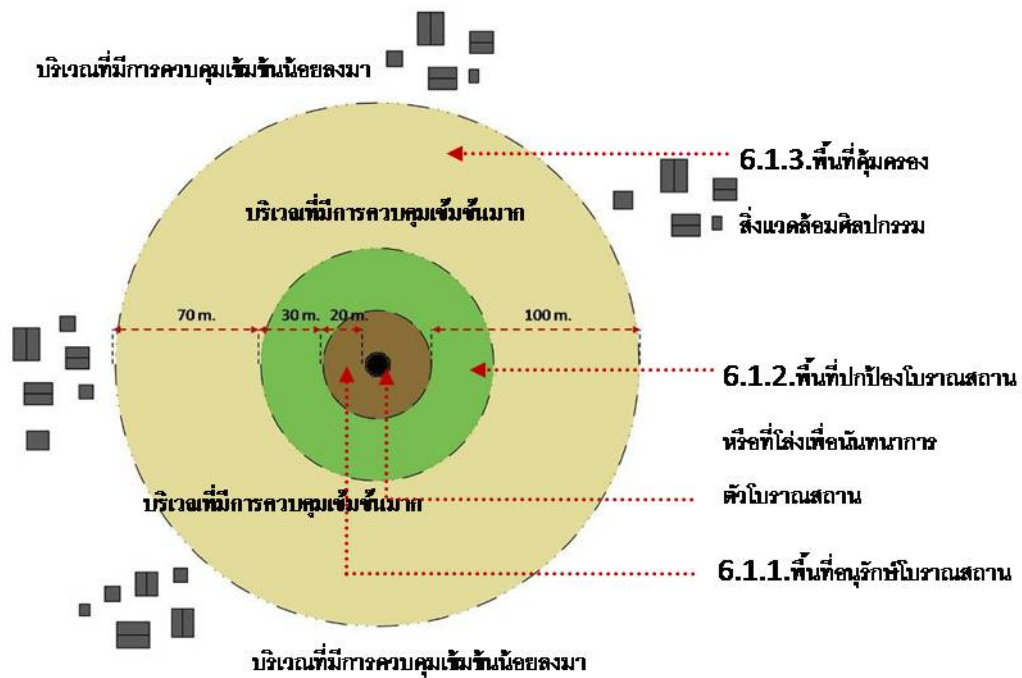 บริเวณที่มีการควบคุมเข้มข้นน้อยลงมา
6.1.3.พื้นที่คุ้มครอง
สิ่งแวดล้อมศิลปกรรม
บริเวณที่มีการควบคุมเข้มข้นมาก
70 m.
30 m.
20 m.
100 m.
6.1.2.พื้นที่ปกป้องโบราณสถาน
หรือที่โล่งเพื่อนันทนาการ
ตัวโบราณสถาน
บริเวณที่มีการควบคุมเข้มข้นมาก
6.1.1.พื้นที่อนุรักษ์โบราณสถาน
บริเวณที่มีการควบคุมเข้มข้นน้อยลงมา